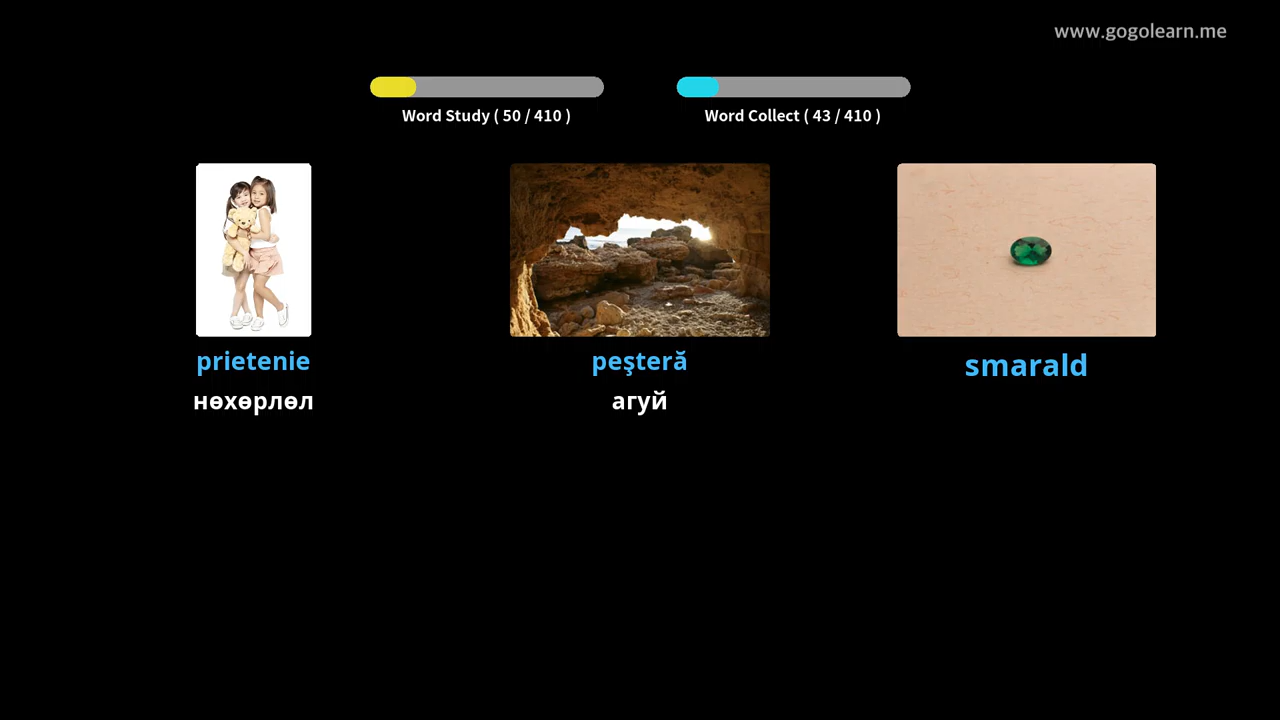 www.gogolearn.me
Word Study ( 50 / 410 )
Word Collect ( 43 / 410 )
prietenie
peşteră
smarald
нөхөрлөл
агуй